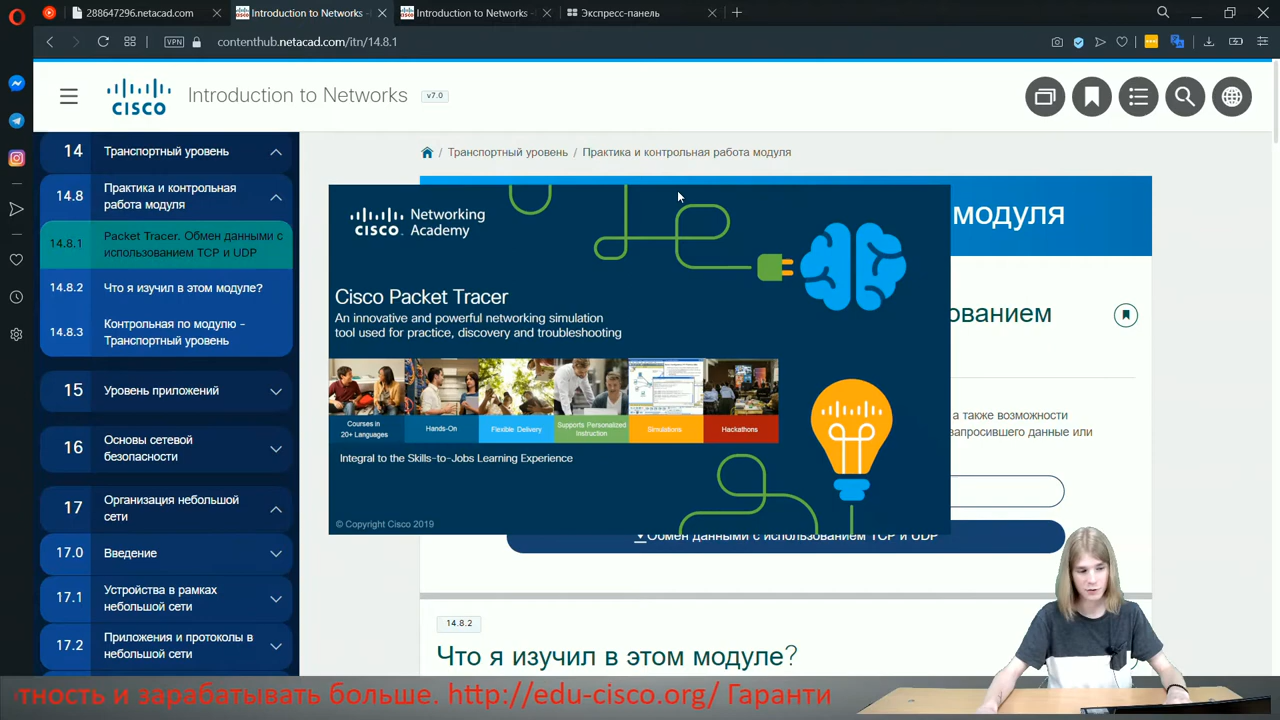 288647296.netacad.com
Introduction to Networks -
Introduction to Networks -
Экспресс-панель
VPN
contenthub.netacad.com/itn/14.8.1
CISCO
Introduction to Networks
v7.0
14
Транспортный уровень
14.8
Практика и контрольная
работа модуля
14.8.1
Packet Tracer. Обмен данными с
использованием TCP и UDP
14.8.2
Что я изучил в этом модуле?
14.8.3
Контрольная по модулю -
Транспортный уровень
15
Уровень приложений
16
Основы сетевой
безопасности
17
Организация небольшой
сети
17.0
Введение
17.1
Устройства в рамках
небольшой сети
17.2
Приложения и протоколы в
небольшой сети
/ Транспортный уровень / Практика и контрольная работа модуля
модуля
ованием
а также возможности
запросившего данные или
CISCO
Networking
Academy
Cisco Packet Tracer
An innovative and powerful networking simulation
tool used for practice, discovery and troubleshooting
Courses in
20+ Languages
Hands-On
Flexible Delivery
Supports Personalized
Instruction
Simulations
Hackathons
Integral to the Skills-to-Jobs Learning Experience
© Copyright Cisco 2019
Обмен данными с использованием TCP и UDP
14.8.2
Что я изучил в этом модуле?
тность и зарабатывать больше. http://edu-cisco.org/ Гаранти